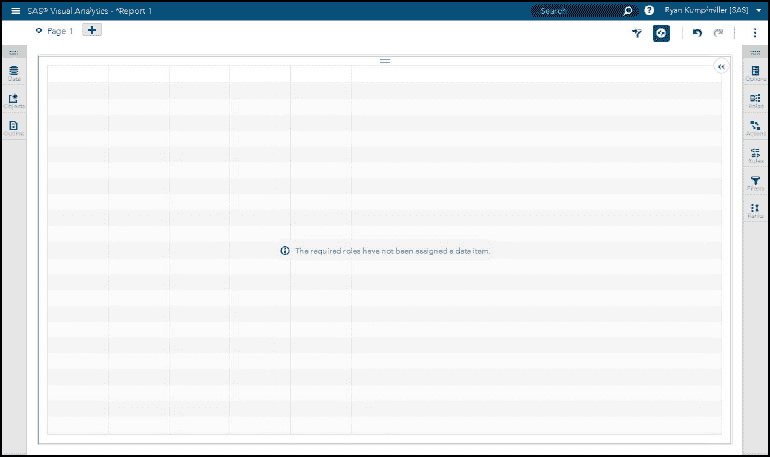 SAS® Visual Analytics - *Report 1
Search
Ryan Kumpfmiller (SAS)
Page 1
Data
Objects
Outline
Options
Roles
Actions
Rules
Filters
Ranks
The required roles have not been assigned a data item.